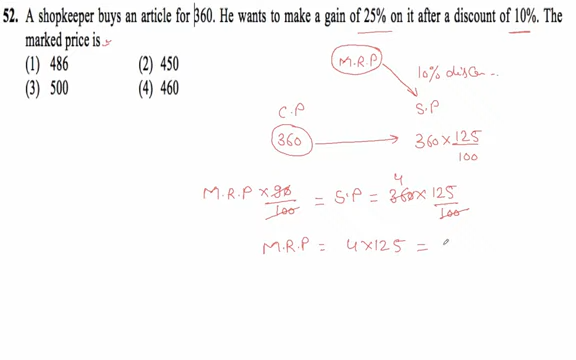 52. A shopkeeper buys an article for 360. He wants to make a gain of 25% on it after a discount of 10%. The
marked price is
(1) 486 (2) 450
(3) 500 (4) 460
M.R.P
10% discon...
C.P S.P
360 360 × 125/100
M.R.P × 90/100 = S.P = 360 × 125/100
4
M.R.P = 4 × 125 =